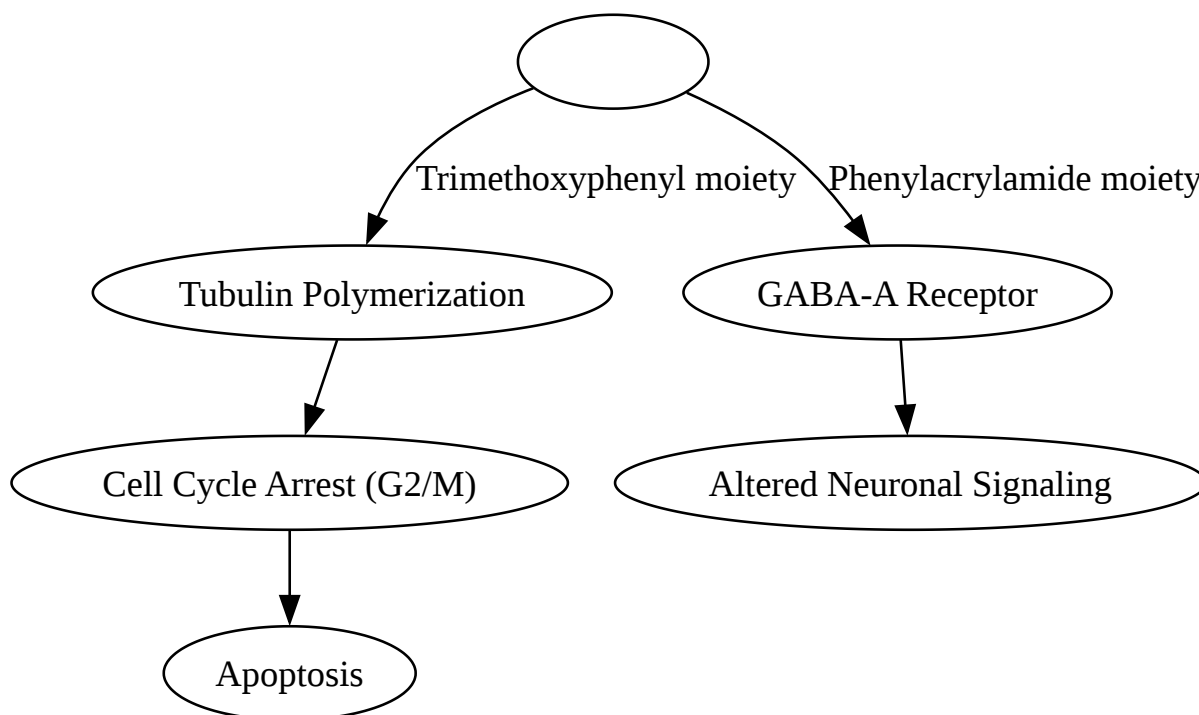 Trimethoxyphenyl moiety
Phenylacrylamide moiety
Tubulin Polymerization
GABA-A Receptor
Cell Cycle Arrest (G2/M)
Altered Neuronal Signaling
Apoptosis